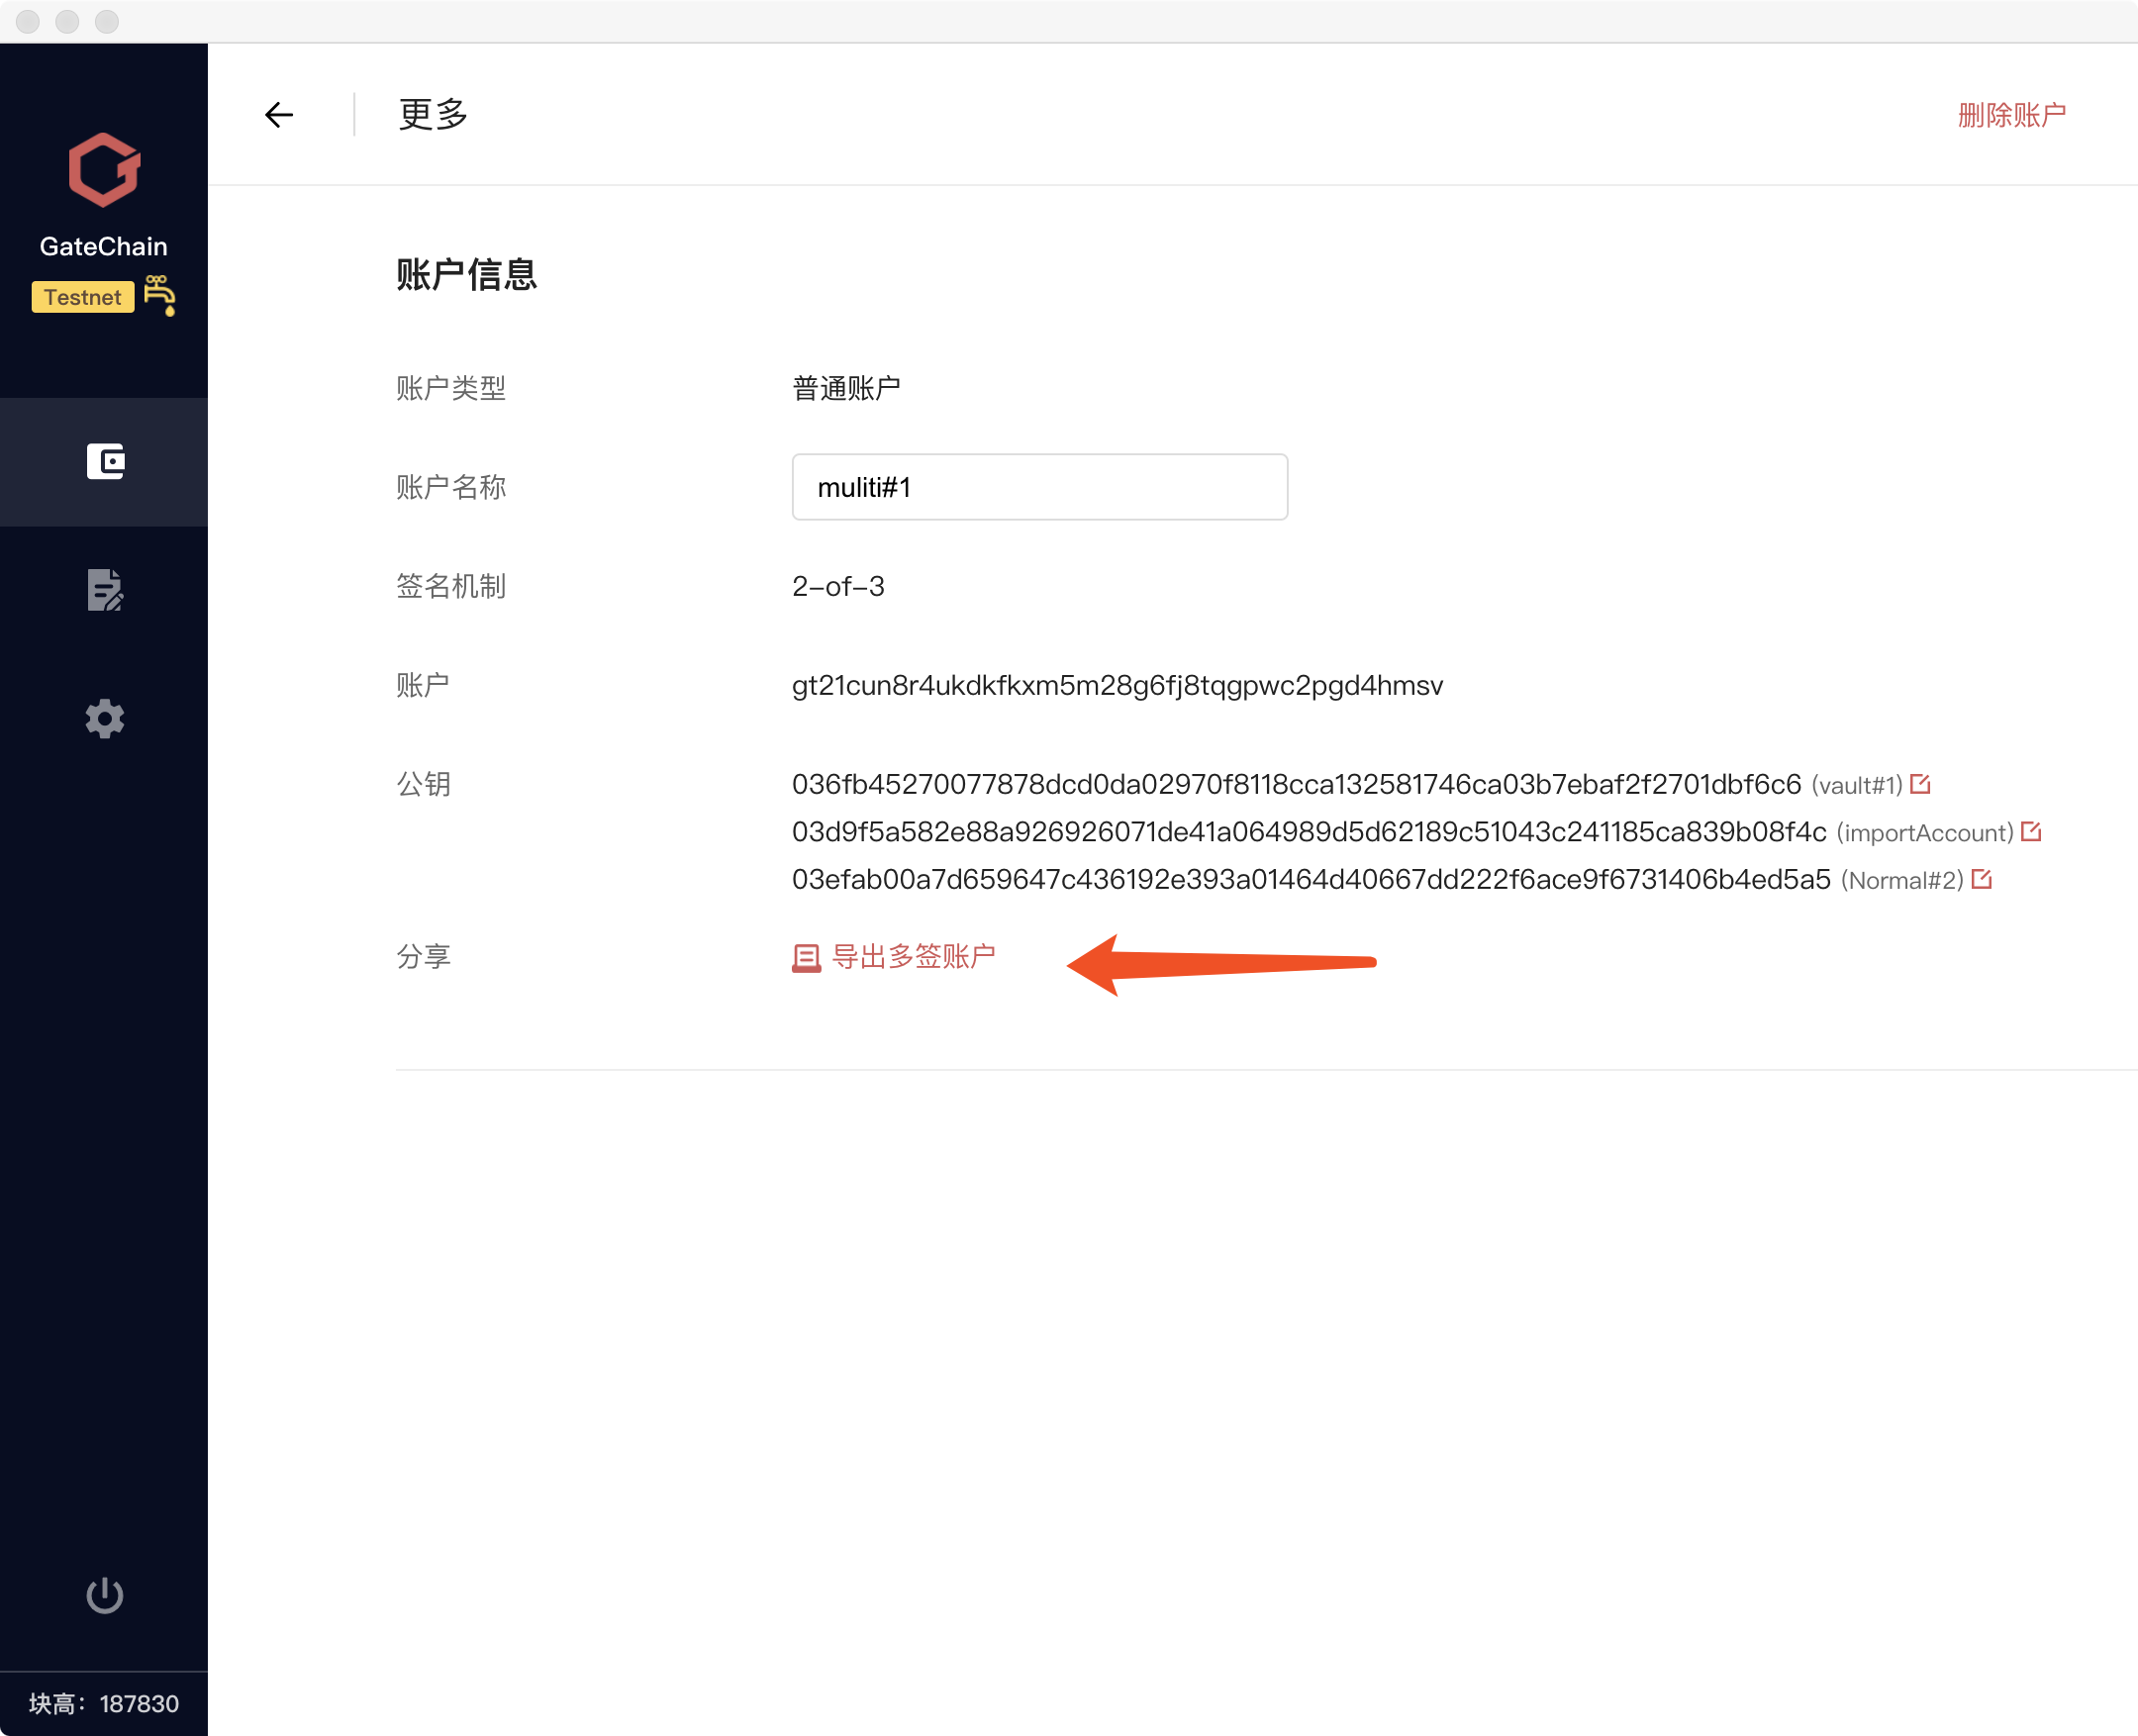 GateChain
Testnet
更多
删除账户
账户信息
账户类型 普通账户
账户名称 muliti#1
签名机制 2-of-3
账户 gt21cun8r4ukdkfkxm5m28g6fj8tqgpwc2pgd4hmsv
公钥 036fb45270077878dcd0da02970f8118cca132581746ca03b7ebaf2f2701dbf6c6 (vault#1)
03d9f5a582e88a926926071de41a064989d5d62189c51043c241185ca839b08f4c (importAccount)
03efab00a7d659647c436192e393a01464d40667dd222f6ace9f6731406b4ed5a5 (Normal#2)
分享 导出多签账户
块高：187830